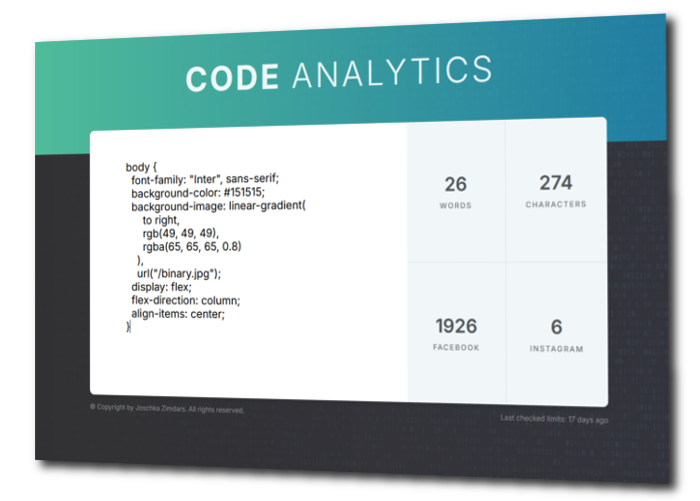 CODE ANALYTICS
body {
font-family: "Inter", sans-serif;
background-color: #151515;
background-image: linear-gradient(
to right,
rgb(49, 49, 49),
rgba(65, 65, 65, 0.8)
),
url("/binary.jpg");
display: flex;
flex-direction: column;
align-items: center;
}
26
WORDS
274
CHARACTERS
1926
FACEBOOK
6
INSTAGRAM
© Copyright by Joschka Zimdars. All rights reserved.
Last checked limits: 17 days ago